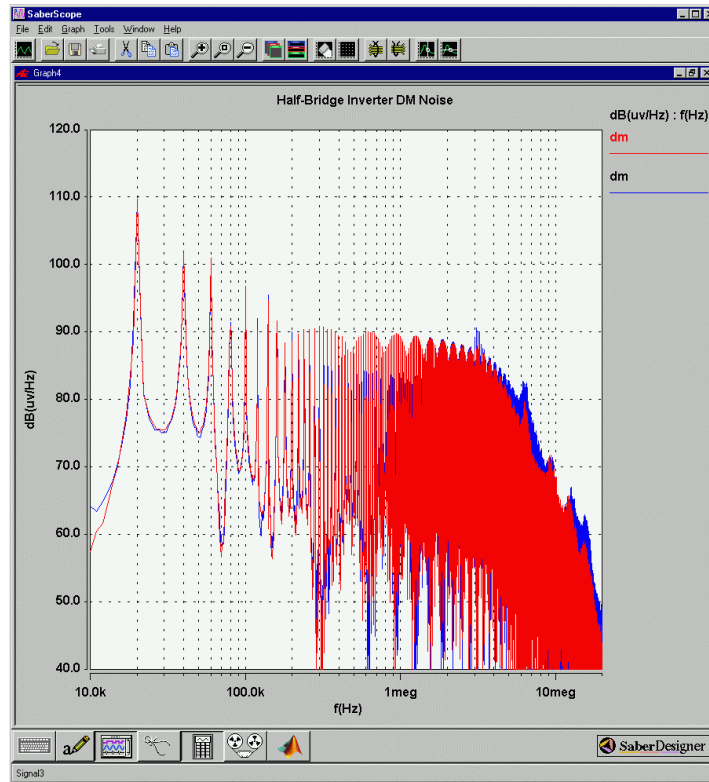 SaberScope
File Edit Graph Tools Window Help
Graph4
Half-Bridge Inverter DM Noise
dB(uv/Hz) : f(Hz)
dm
dm
dB(uv/Hz)
120.0
110.0
100.0
90.0
80.0
70.0
60.0
50.0
40.0
10.0k
100.0k
1meg
10meg
f(Hz)
a
SaberDesigner
Signal3